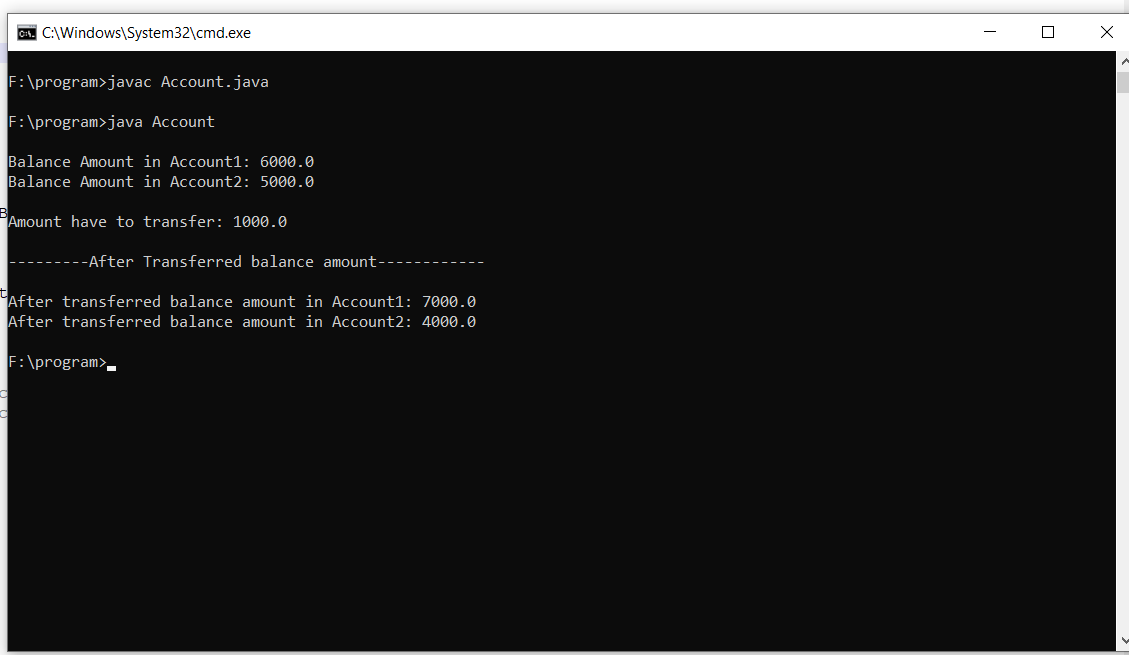 C:\Windows\System32\cmd.exe
F:\program>javac Account.java
F:\program>java Account
Balance Amount in Account1: 6000.0
Balance Amount in Account2: 5000.0
B
Amount have to transfer: 1000.0
---------After Transferred balance amount------------
t
After transferred balance amount in Account1: 7000.0
After transferred balance amount in Account2: 4000.0
F:\program>
c
c